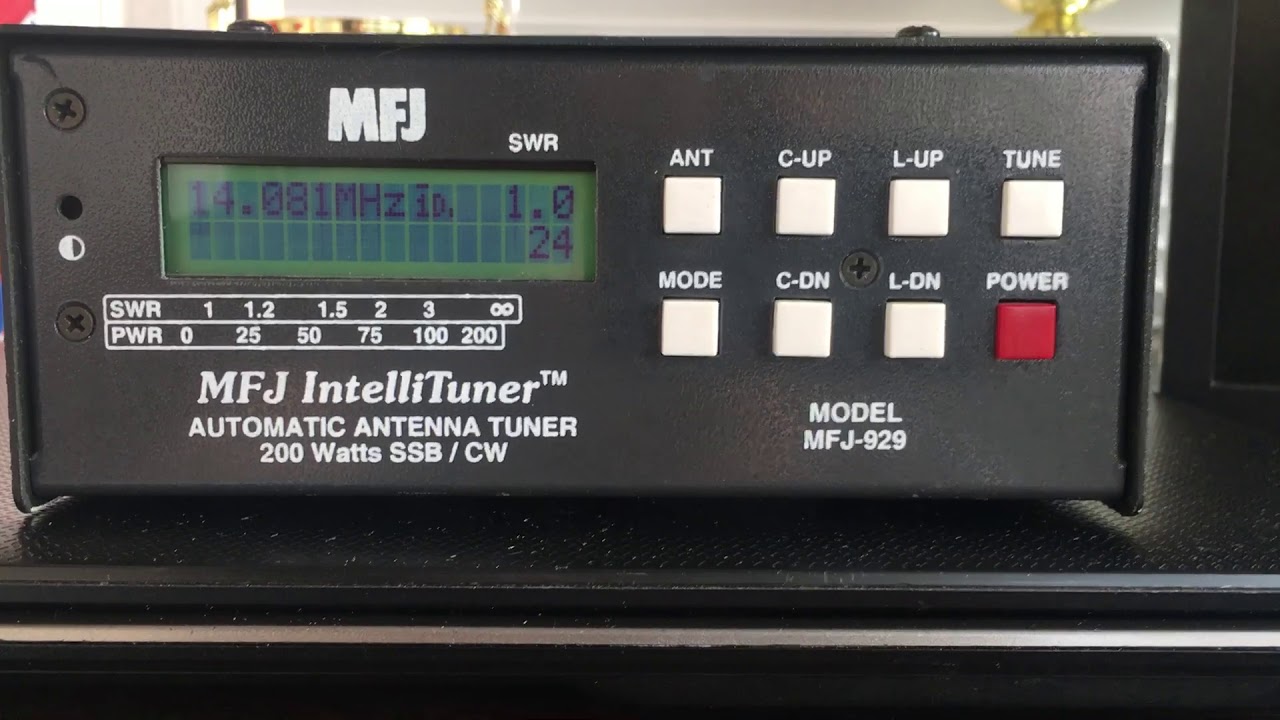 MFJ
SWR
14.081MHz 1.0
24
SWR 1 1.2 1.5 2 3 ∞
PWR 0 25 50 75 100 200
MFJ IntelliTuner™
AUTOMATIC ANTENNA TUNER
200 Watts SSB / CW
ANT C-UP L-UP TUNE
MODE C-DN L-DN POWER
MODEL
MFJ-929